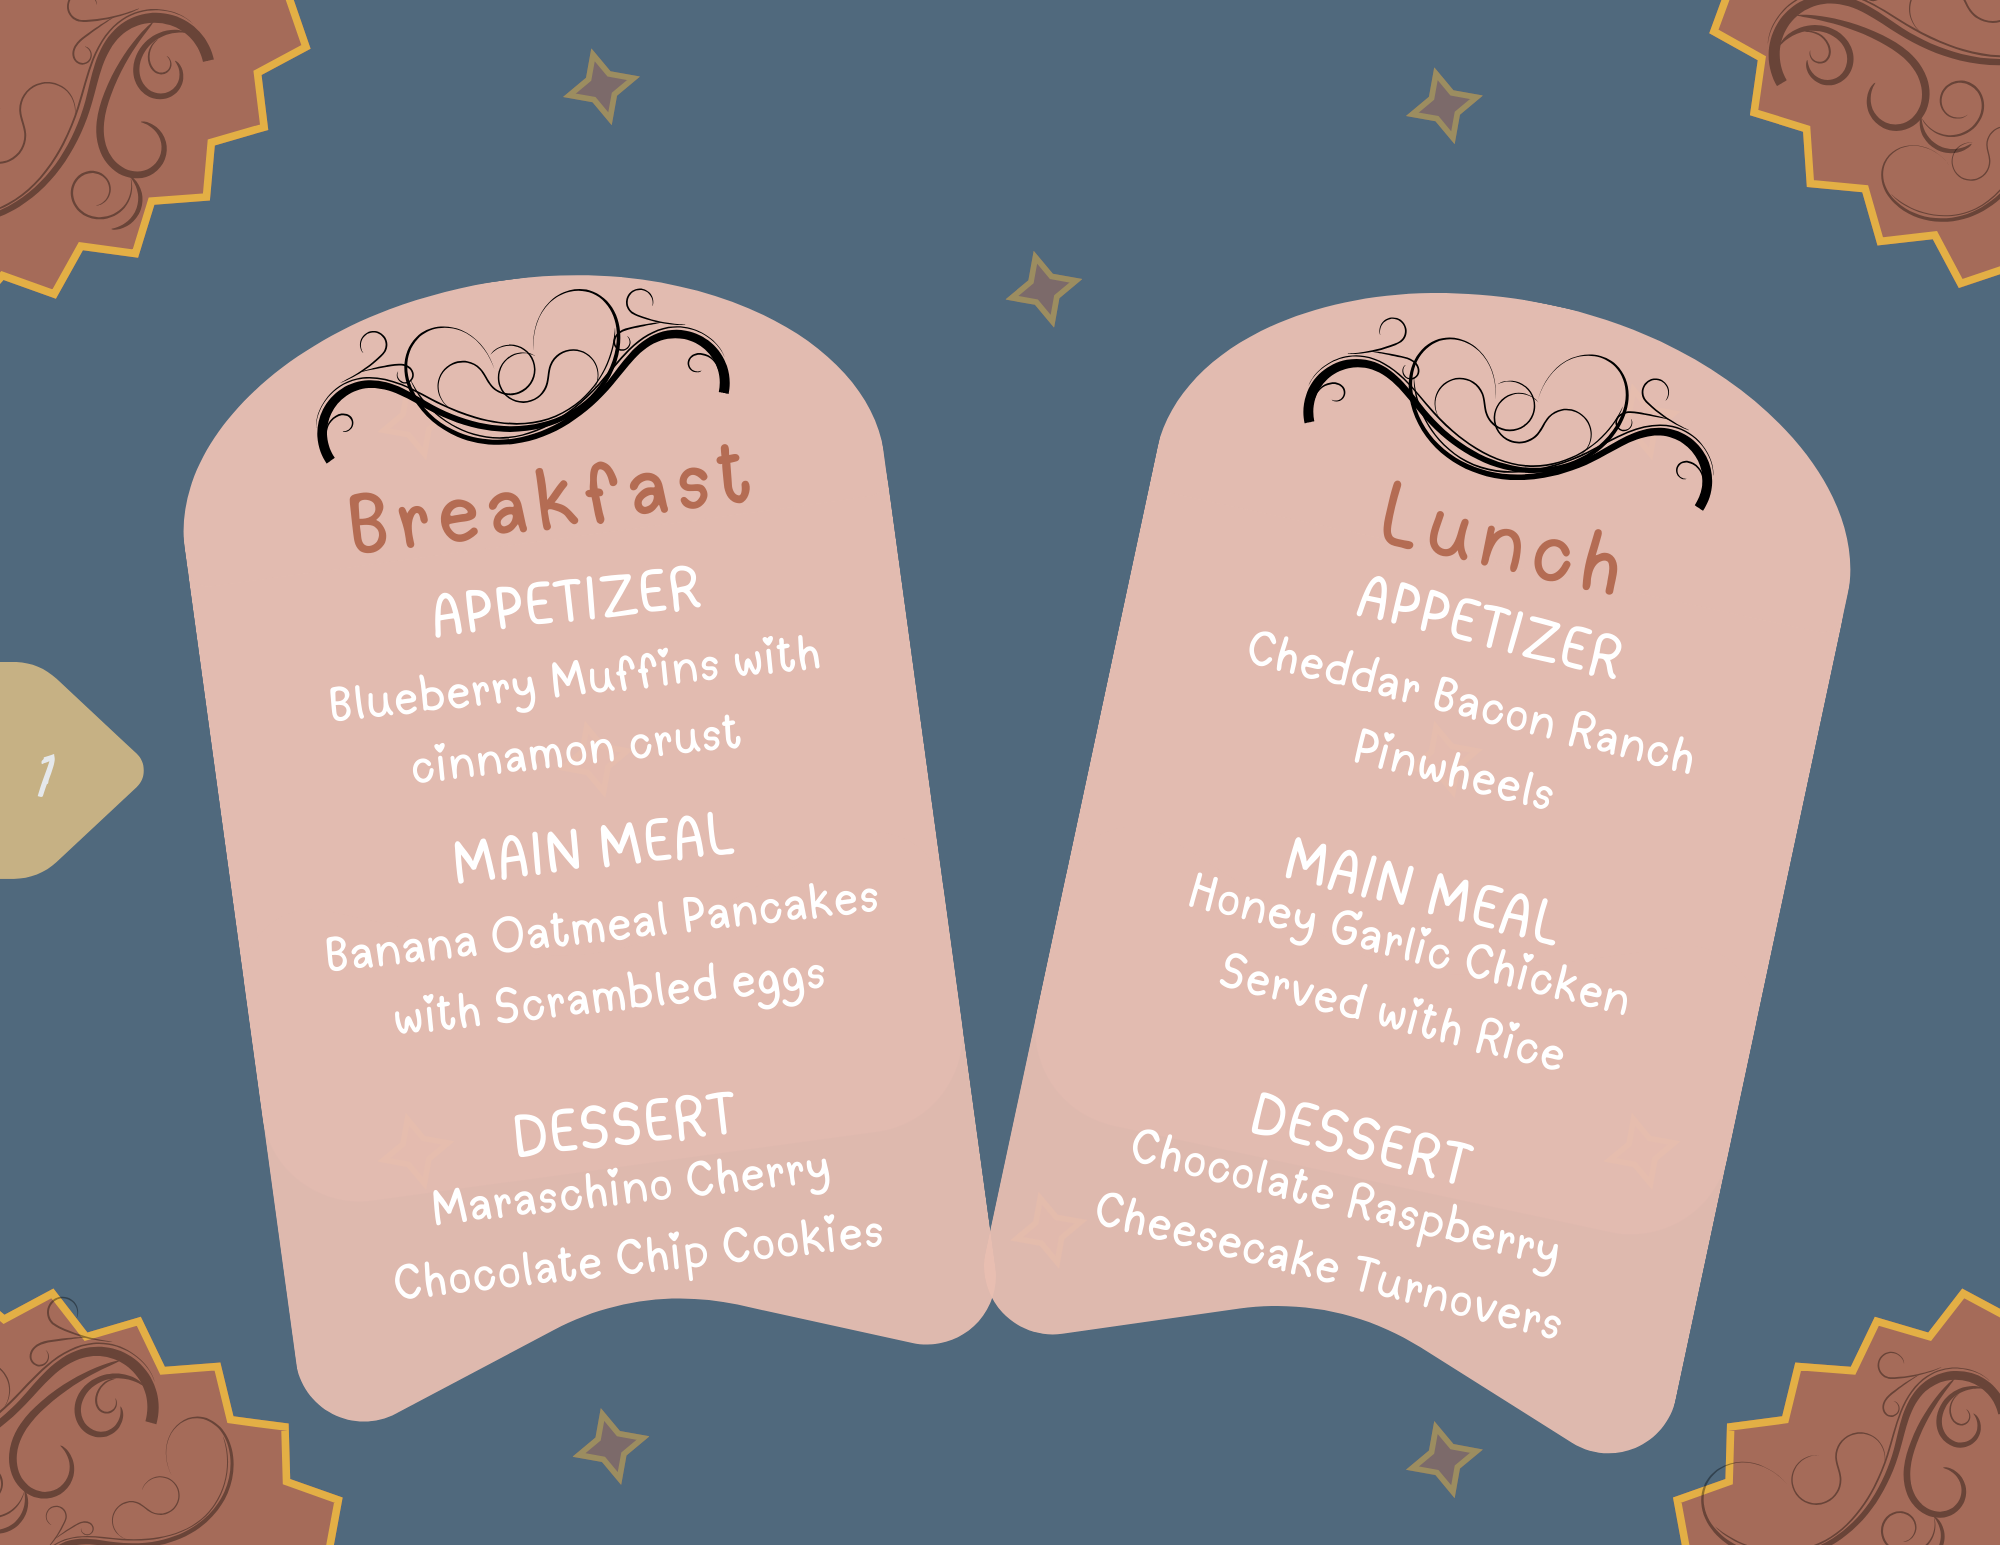 Breakfast
APPETIZER
Blueberry Muffins with
cinnamon crust
MAIN MEAL
Banana Oatmeal Pancakes
with Scrambled eggs
DESSERT
Maraschino Cherry
Chocolate Chip Cookies
Lunch
APPETIZER
Cheddar Bacon Ranch
Pinwheels
MAIN MEAL
Honey Garlic Chicken
Served with Rice
DESSERT
Chocolate Raspberry
Cheesecake Turnovers
1